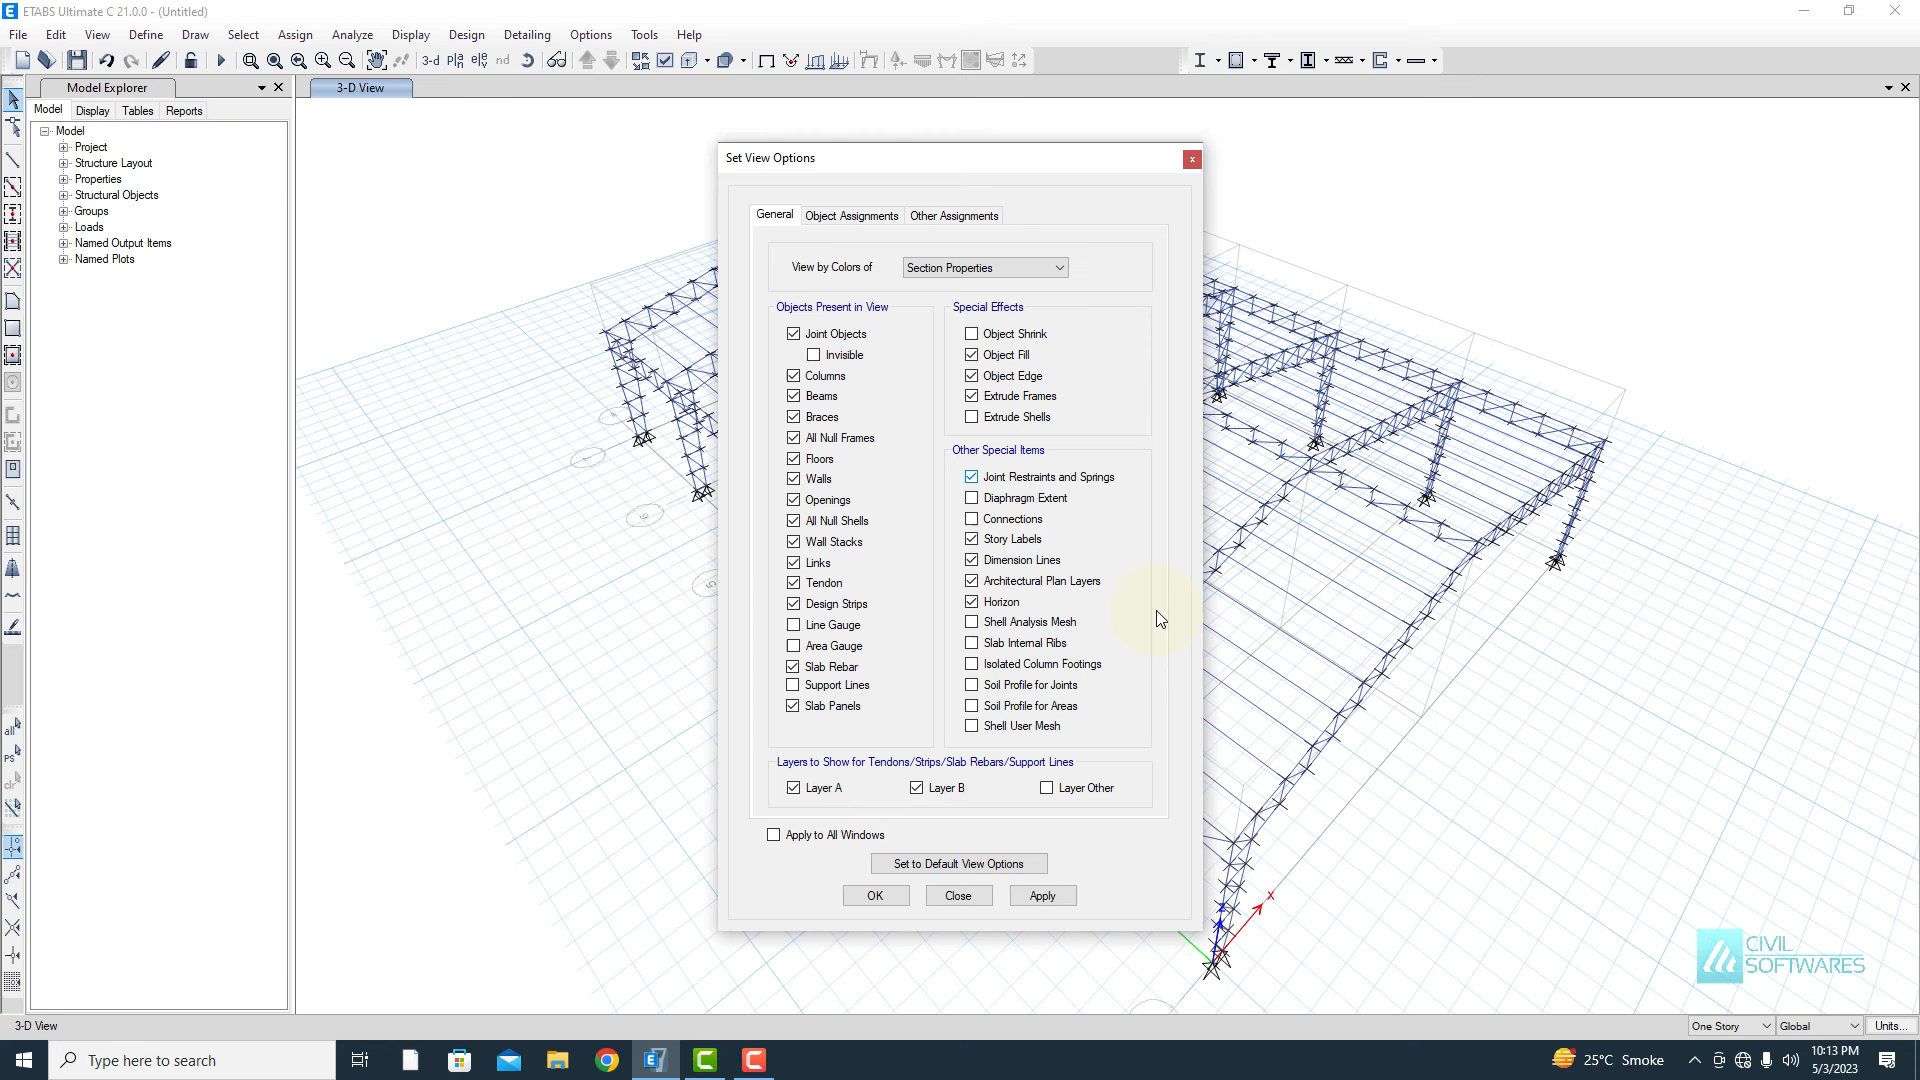 ETABS Ultimate C 21.0.0 - (Untitled)
File Edit View Define Draw Select Assign Analyze Display Design Detailing Options Tools Help
3-d nd
Model Explorer
3-D View
Model Display Tables Reports
Model
Project
Structure Layout
Properties
Structural Objects
Groups
Loads
Named Output Items
Named Plots
Set View Options
General Object Assignments Other Assignments
View by Colors of Section Properties
Objects Present in View
Joint Objects
Invisible
Columns
Beams
Braces
All Null Frames
Floors
Walls
Openings
All Null Shells
Wall Stacks
Links
Tendon
Design Strips
Line Gauge
Area Gauge
Slab Rebar
Support Lines
Slab Panels
Special Effects
Object Shrink
Object Fill
Object Edge
Extrude Frames
Extrude Shells
Other Special Items
Joint Restraints and Springs
Diaphragm Extent
Connections
Story Labels
Dimension Lines
Architectural Plan Layers
Horizon
Shell Analysis Mesh
Slab Internal Ribs
Isolated Column Footings
Soil Profile for Joints
Soil Profile for Areas
Shell User Mesh
Layers to Show for Tendons/Strips/Slab Rebars/Support Lines
Layer A Layer B Layer Other
Apply to All Windows
Set to Default View Options
OK Close Apply
X
Z
all
PS
clr
CIVIL
SOFTWARES
3-D View
One Story Global Units...
Type here to search
25°C Smoke
10:13 PM
5/3/2023